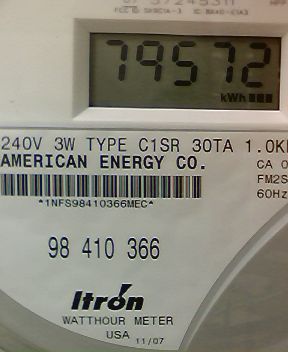 79572
kWh
240V 3W TYPE C1SR 30TA 1.0K
AMERICAN ENERGY CO.
CA 0
FM2S
60Hz
*1NFS98410366MEC*
98 410 366
Itron
WATTHOUR METER
USA 11/07